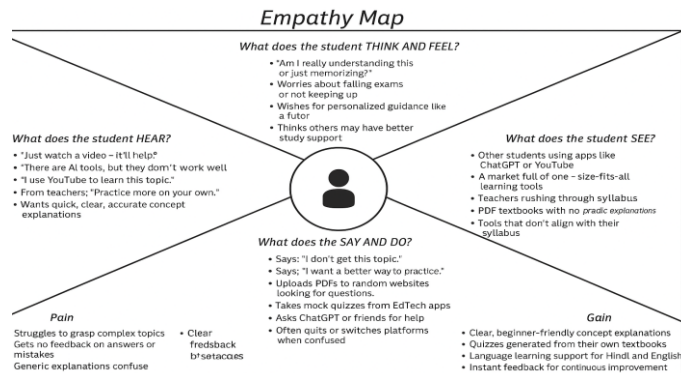 Empathy Map
What does the student THINK AND FEEL?
• "Am I really understanding this
or just memorizing?"
• Worries about falling exams
or not keeping up
• Wishes for personalized guidance like
a futor
• Thinks others may have better
study support
What does the student HEAR?
• "Just watch a video – it'll help."
• "There are AI tools, but they dom't work well
• "I use YouTube to learn this topic."
• From teachers; "Practice more on your own."
• Wants quick, clear, accurate concept
explanations
What does the student SEE?
• Other students using apps like
ChatGPT or YouTube
• A market full of one – size-fits-all
learning tools
• Teachers rushing through syllabus
• PDF textbooks with no pradic explanations
• Tools that don't align with their
syllabus
What does the SAY AND DO?
• Says: "I don't get this topic."
• Says; "I want a better way to practice."
• Uploads PDFs to random websites
looking for questions.
• Takes mock quizzes from EdTech apps
• Asks ChatGPT or friends for help
• Often quits or switches platforms
when confused
Pain
Struggles to grasp complex topics
Gets no feedback on answers or
mistakes
Generic explanations confuse
• Clear
fredsback
Gain
• Clear, beginner-friendly concept explanations
• Quizzes generated from their own textbooks
• Language learning support for Hindi and English
• Instant feedback for continuous improvement